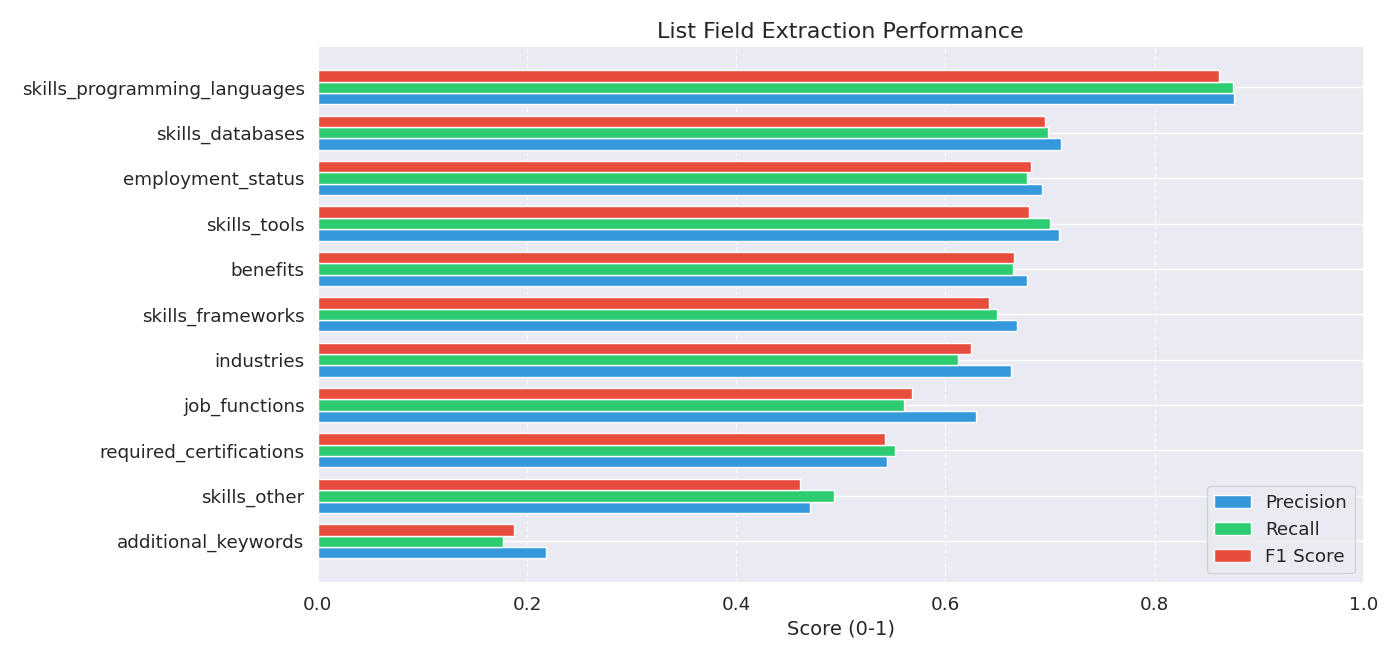 List Field Extraction Performance
skills_programming_languages
skills_databases
employment_status
skills_tools
benefits
skills_frameworks
industries
job_functions
required_certifications
skills_other
additional_keywords
Precision
Recall
F1 Score
0.0 0.2 0.4 0.6 0.8 1.0
Score (0-1)